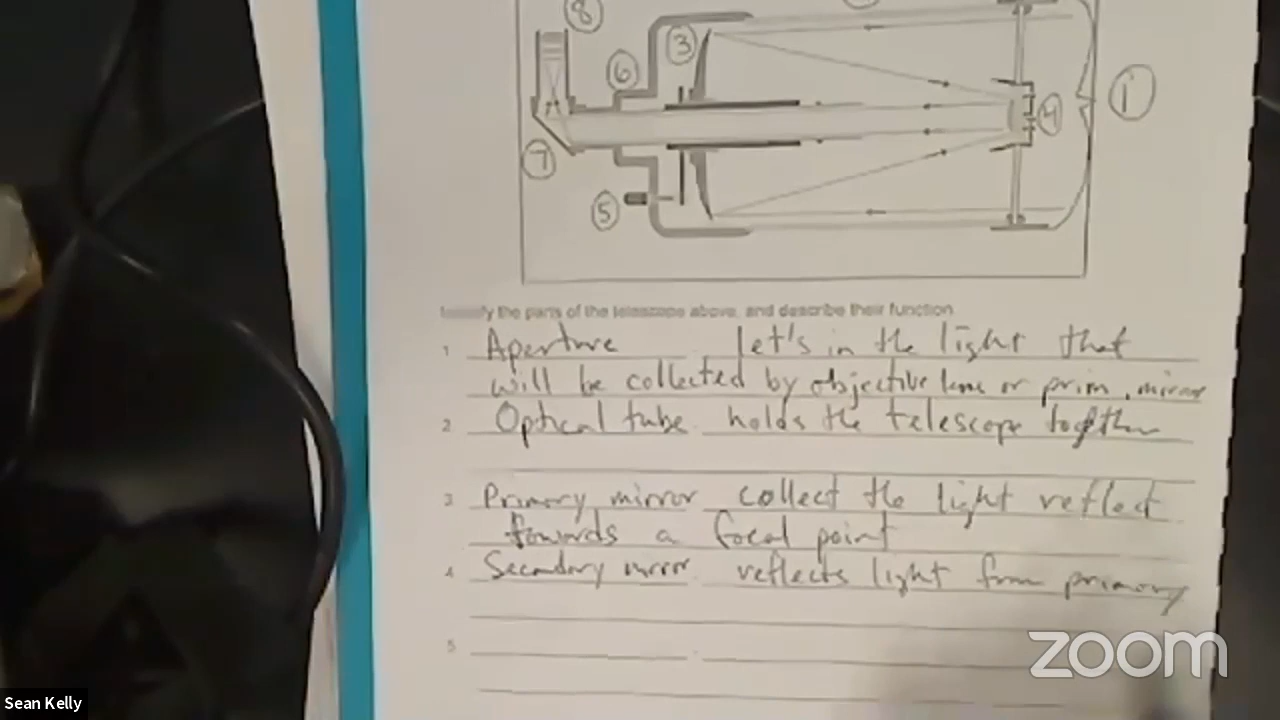 8
3
6
1
4
7
5
Identify the parts of the telescope above, and describe their function
1 Aperture let's in the light that
will be collected by objective lens or prim. mirror
2 Optical tube holds the telescope together
3 Primary mirror collect the light reflect
towards a focal point
4 Secondary mirror reflects light from primary
5
zoom
Sean Kelly